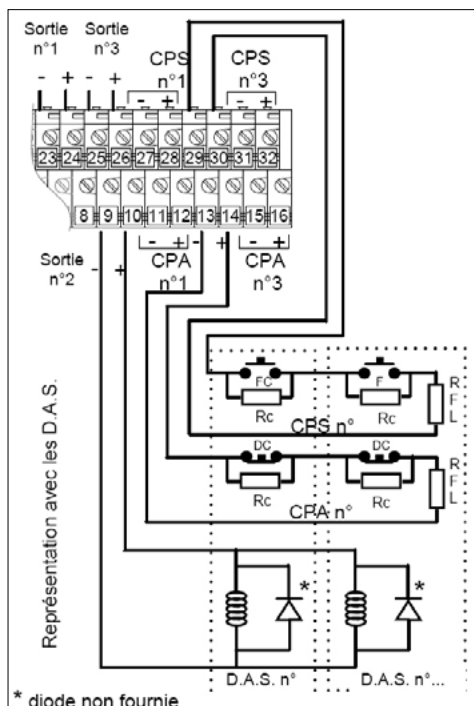 Sortie Sortie
n°1 n°3
- + - +
CPS CPS
n°1 n°3
- + - +
23 24 25 26 27 28 29 30 31 32
8 9 10 11 12 13 14 15 16
Sortie
n°2
- +
- + - + - +
CPA CPA
n°1 n°3
Représentation avec les D.A.S.
FC F
Rc Rc
R F L
CPS n°
DC DC
Rc Rc
R F L
CPA n°
* *
D.A.S. n° D.A.S. n°...
* diode non fournie